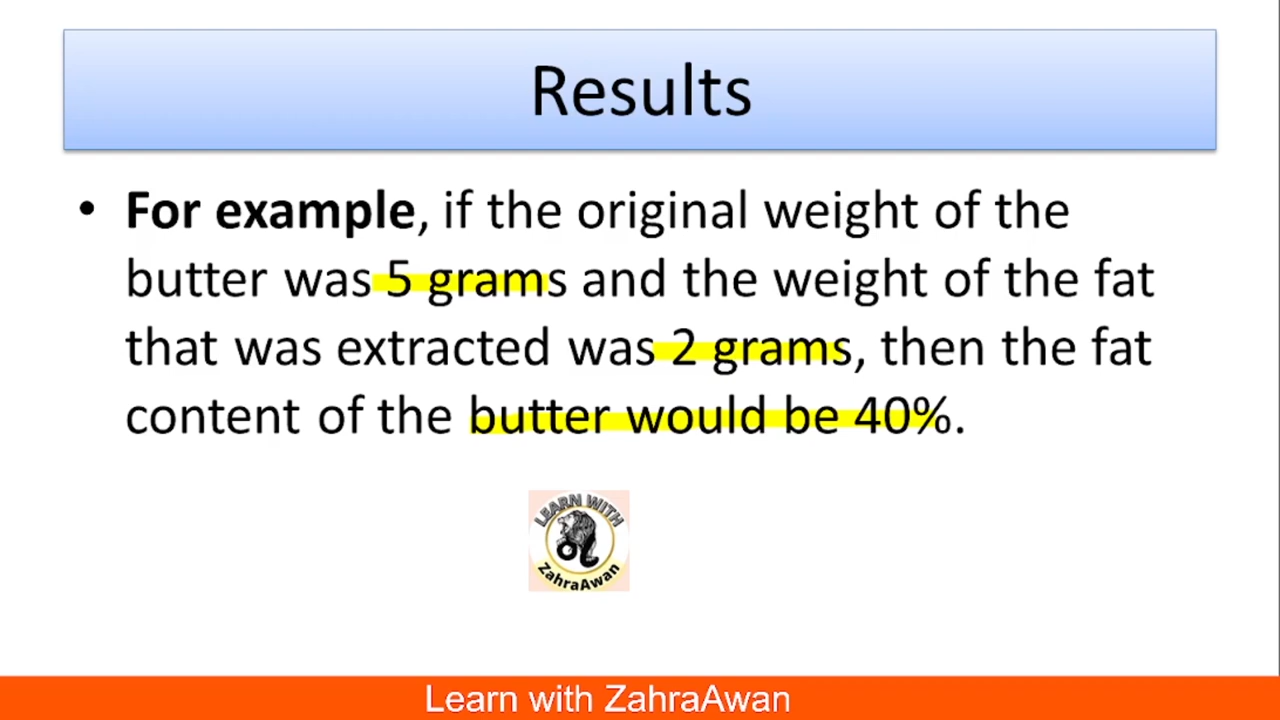 Results
• For example, if the original weight of the
butter was 5 grams and the weight of the fat
that was extracted was 2 grams, then the fat
content of the butter would be 40%.
LEARN WITH
ZahraAwan
Learn with ZahraAwan